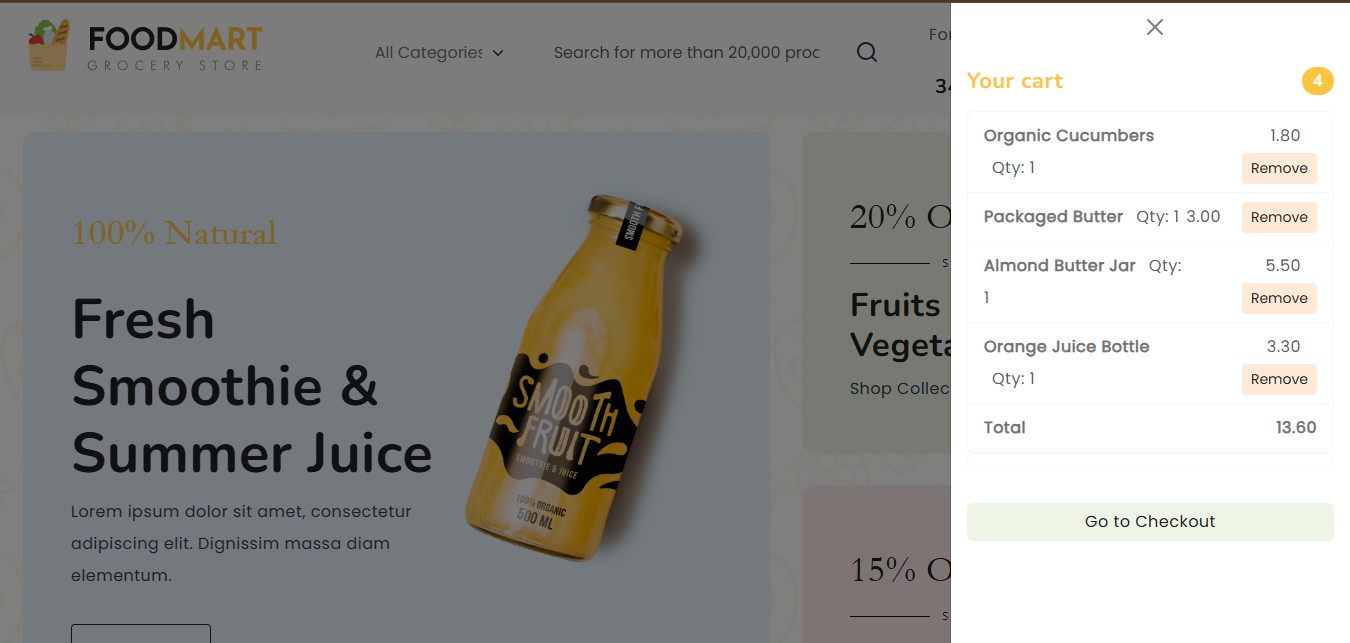 FOODMART
GROCERY STORE
All Categories
Search for more than 20,000 proc
For
34
100% Natural
Fresh
Smoothie &
Summer Juice
Lorem ipsum dolor sit amet, consectetur
adipiscing elit. Dignissim massa diam
elementum.
SMOOTH F
SMOOTH
FRUIT
SMOOTHIE & JUICE
100% ORGANIC
500 ML
20% O
S
Fruits
Vegeta
Shop Collec
15% O
S
Your cart 4
Organic Cucumbers 1.80
Qty: 1 Remove
Packaged Butter Qty: 1 3.00 Remove
Almond Butter Jar Qty: 5.50
1 Remove
Orange Juice Bottle 3.30
Qty: 1 Remove
Total 13.60
Go to Checkout